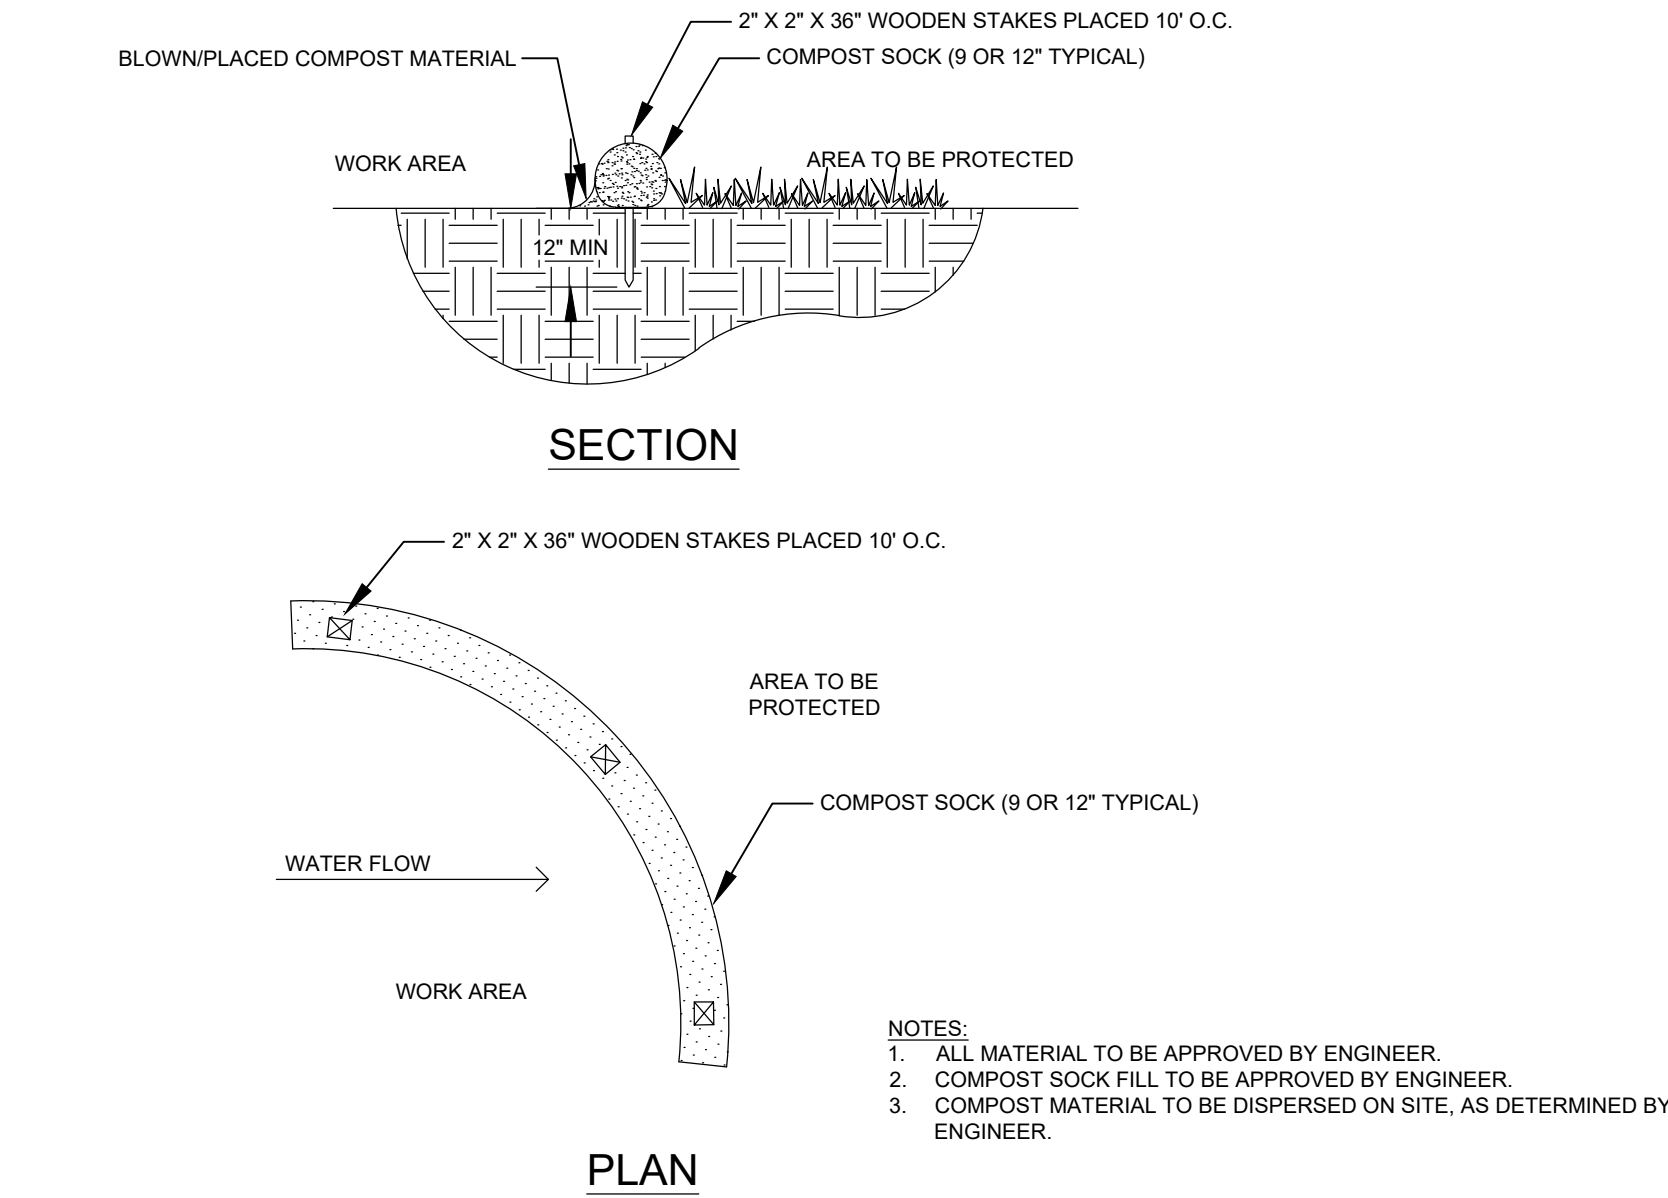 2" X 2" X 36" WOODEN STAKES PLACED 10' O.C.
BLOWN/PLACED COMPOST MATERIAL
COMPOST SOCK (9 OR 12" TYPICAL)
WORK AREA
AREA TO BE PROTECTED
12" MIN
SECTION
2" X 2" X 36" WOODEN STAKES PLACED 10' O.C.
AREA TO BE
PROTECTED
COMPOST SOCK (9 OR 12" TYPICAL)
WATER FLOW
WORK AREA
NOTES:
1. ALL MATERIAL TO BE APPROVED BY ENGINEER.
2. COMPOST SOCK FILL TO BE APPROVED BY ENGINEER.
3. COMPOST MATERIAL TO BE DISPERSED ON SITE, AS DETERMINED BY
ENGINEER.
PLAN